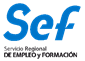 Sef
Servicio Regional
DE EMPLEO y FORMACIÓN